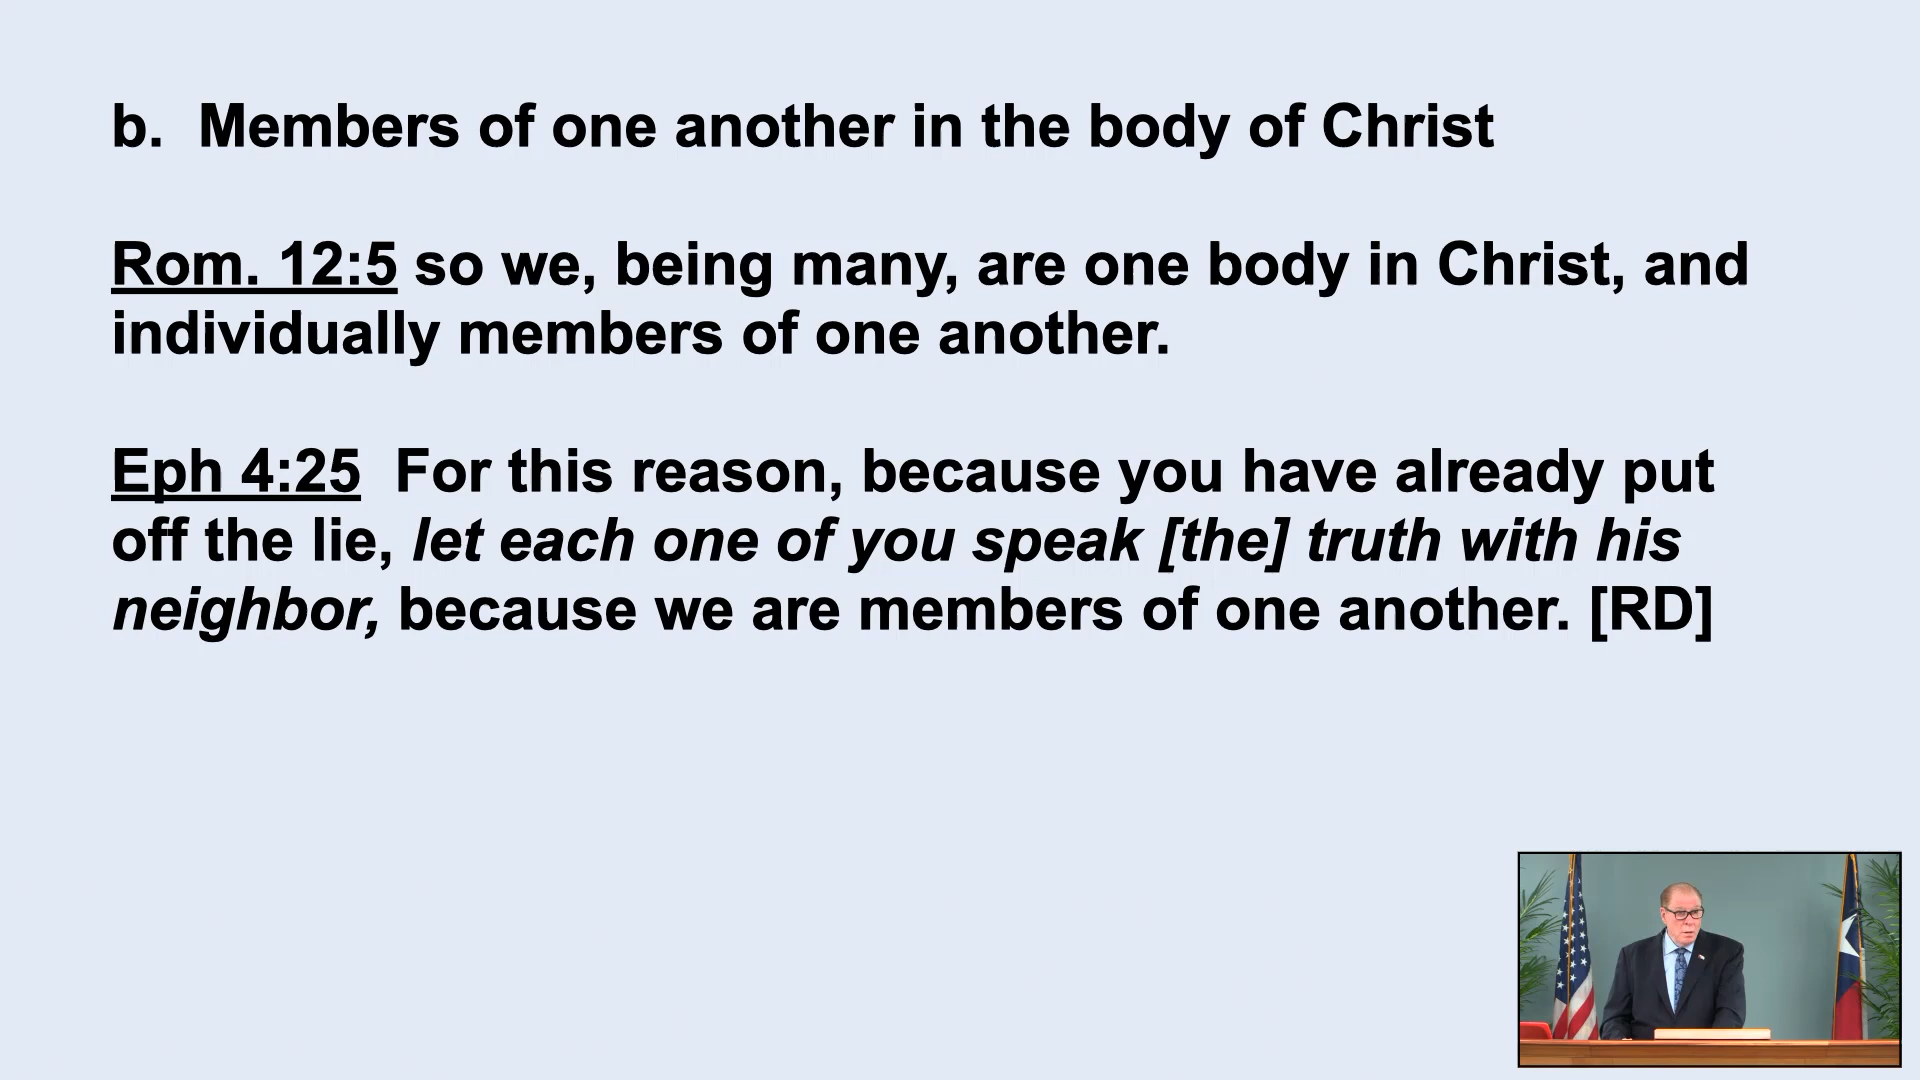 b.  Members of one another in the body of Christ
Rom. 12:5 so we, being many, are one body in Christ, and
individually members of one another.
Eph 4:25  For this reason, because you have already put
off the lie, let each one of you speak [the] truth with his
neighbor, because we are members of one another. [RD]